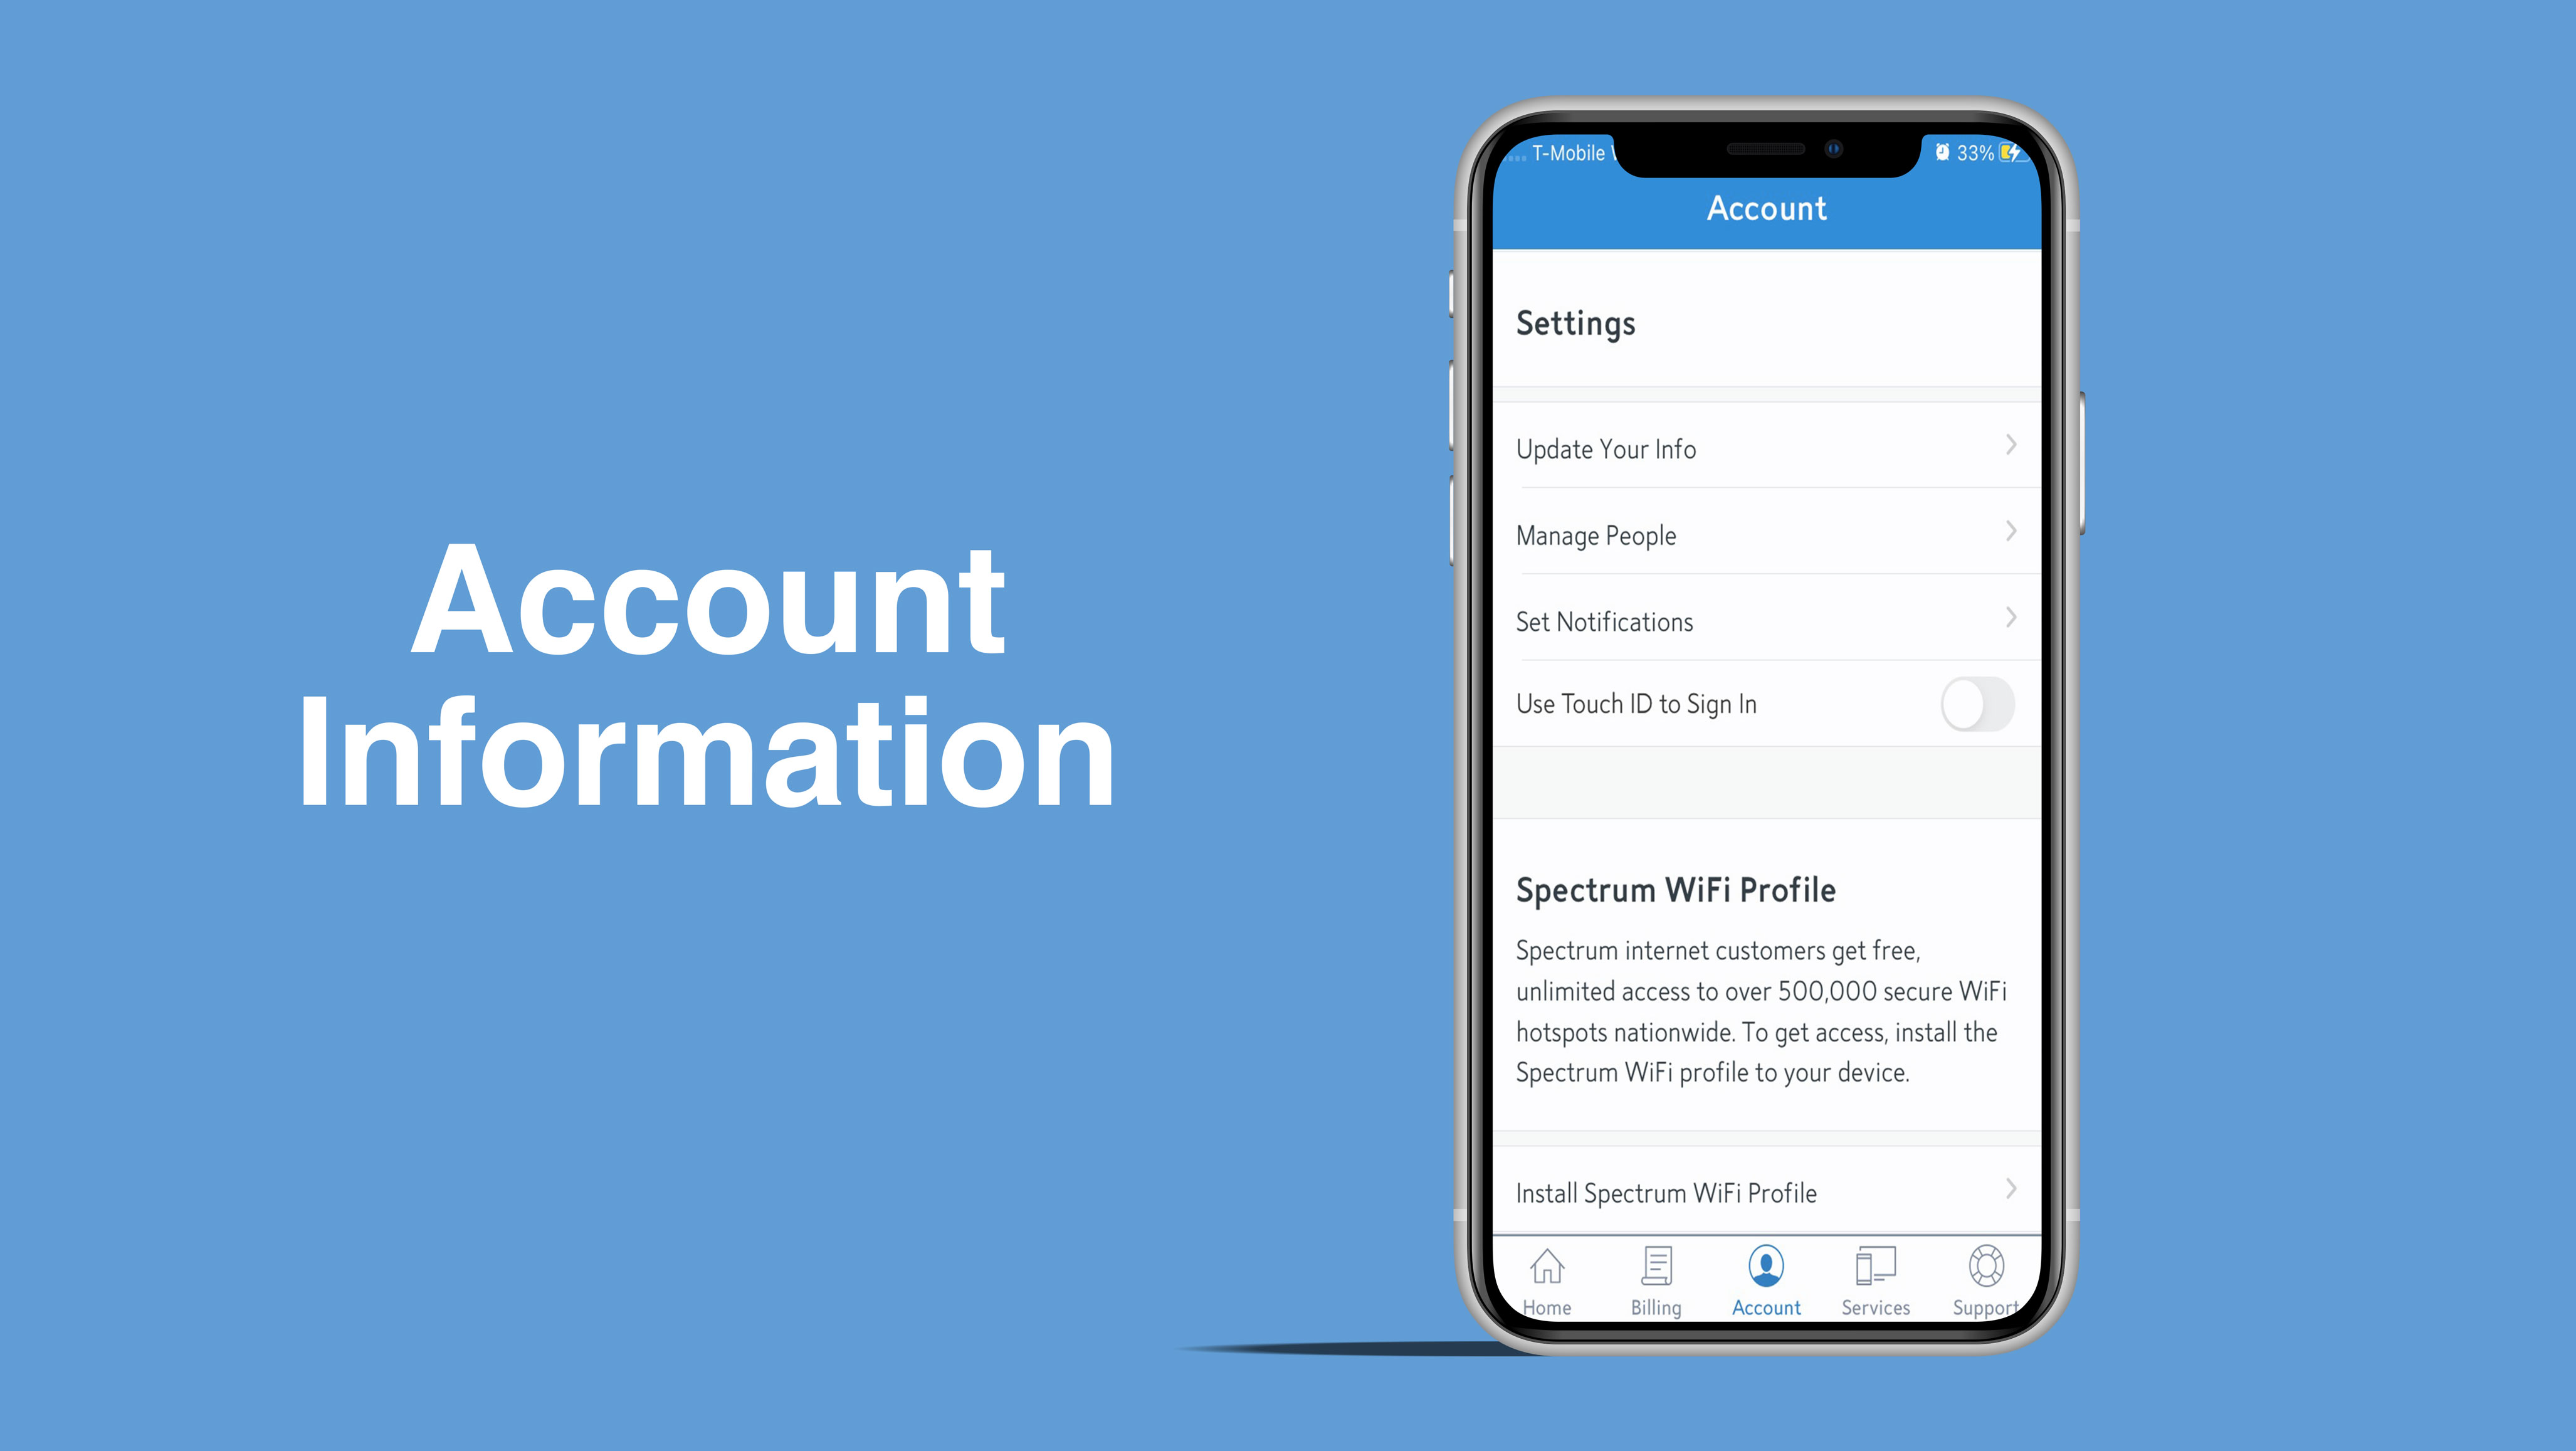 Account
Information
T-Mobile
33%
Account
Settings
Update Your Info
Manage People
Set Notifications
Use Touch ID to Sign In
Spectrum WiFi Profile
Spectrum internet customers get free,
unlimited access to over 500,000 secure WiFi
hotspots nationwide. To get access, install the
Spectrum WiFi profile to your device.
Install Spectrum WiFi Profile
Home
Billing
Account
Services
Support